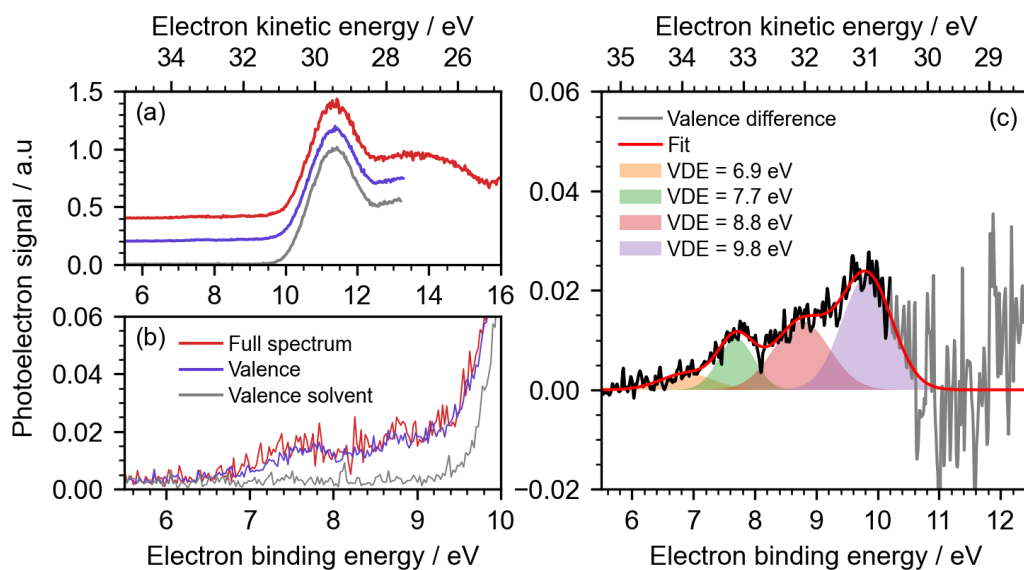 Electron kinetic energy / eV
34 32 30 28 26
1.5
1.0
0.5
0.0
(a)
6 8 10 12 14 16
Photoelectron signal / a.u
0.06
0.04
0.02
0.00
(b)
Full spectrum
Valence
Valence solvent
6 7 8 9 10
Electron binding energy / eV
Electron kinetic energy / eV
35 34 33 32 31 30 29
0.06
0.04
0.02
0.00
−0.02
(c)
Valence difference
Fit
VDE = 6.9 eV
VDE = 7.7 eV
VDE = 8.8 eV
VDE = 9.8 eV
6 7 8 9 10 11 12
Electron binding energy / eV